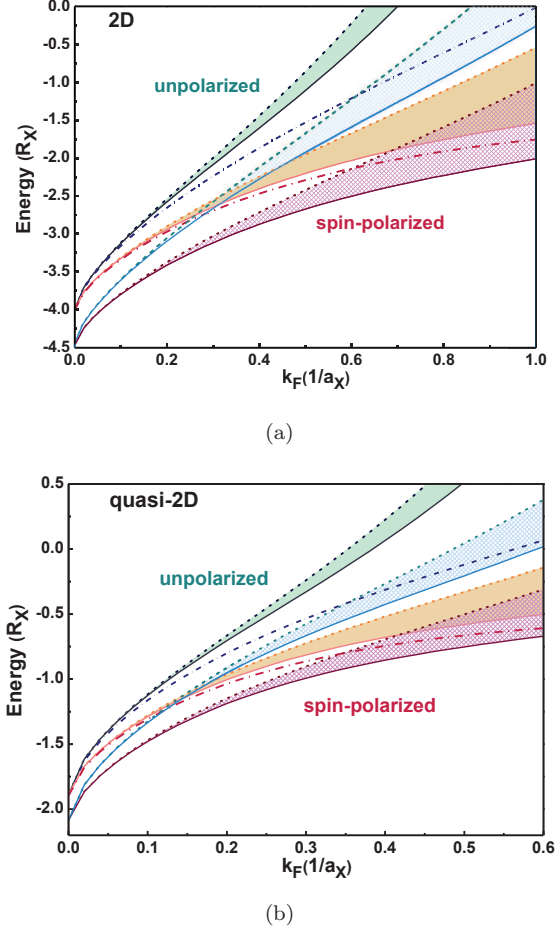 2D
unpolarized
spin-polarized
Energy (R_X)
0.0
-0.5
-1.0
-1.5
-2.0
-2.5
-3.0
-3.5
-4.0
-4.5
0.0 0.2 0.4 0.6 0.8 1.0
k_F(1/a_X)
(a)
quasi-2D
unpolarized
spin-polarized
Energy (R_X)
0.5
0.0
-0.5
-1.0
-1.5
-2.0
0.0 0.1 0.2 0.3 0.4 0.5 0.6
k_F(1/a_X)
(b)